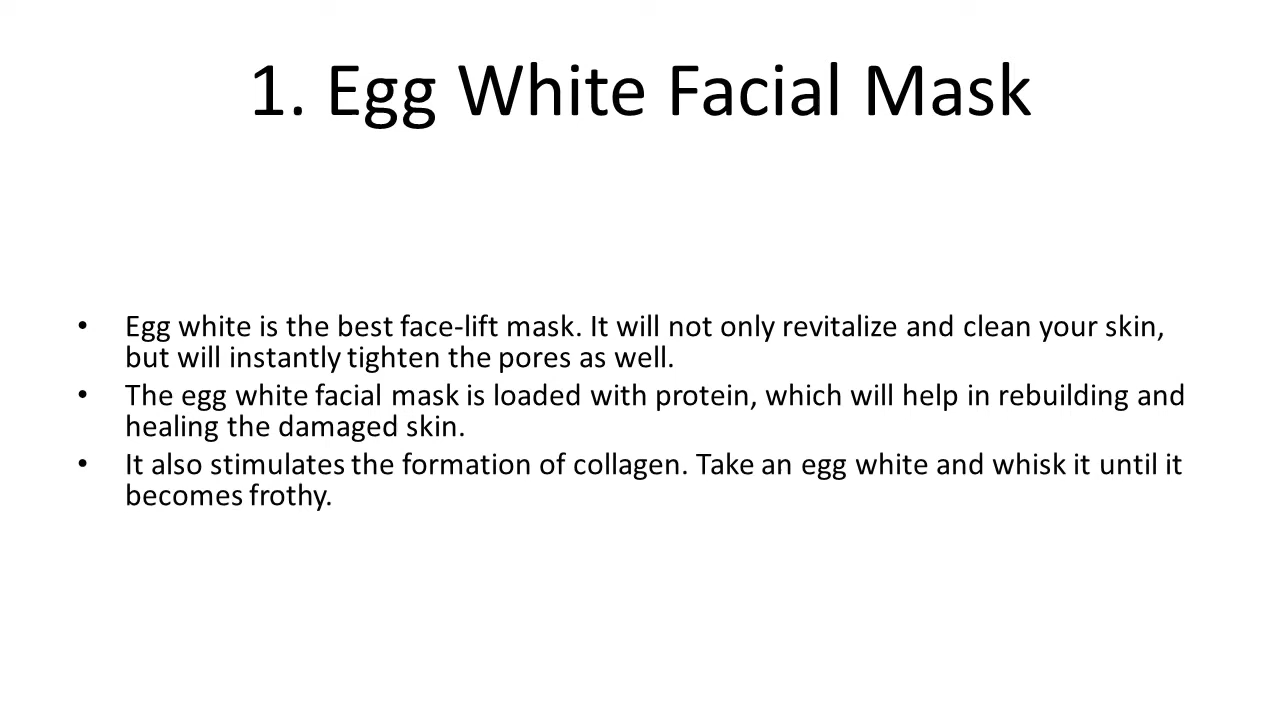 1. Egg White Facial Mask
• Egg white is the best face-lift mask. It will not only revitalize and clean your skin,
but will instantly tighten the pores as well.
• The egg white facial mask is loaded with protein, which will help in rebuilding and
healing the damaged skin.
• It also stimulates the formation of collagen. Take an egg white and whisk it until it
becomes frothy.